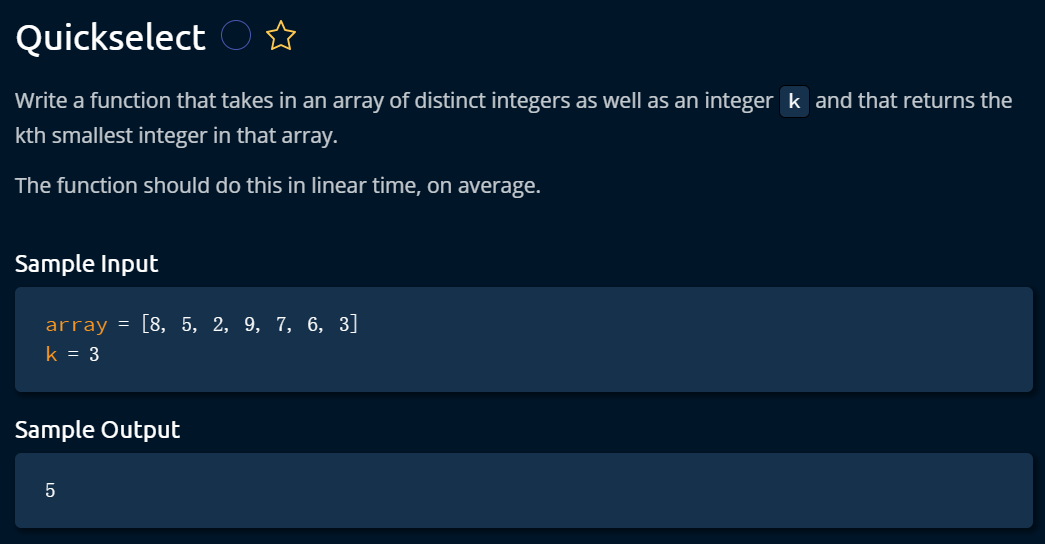 Quickselect
Write a function that takes in an array of distinct integers as well as an integer k and that returns the
kth smallest integer in that array.
The function should do this in linear time, on average.
Sample Input
array = [8, 5, 2, 9, 7, 6, 3]
k = 3
Sample Output
5